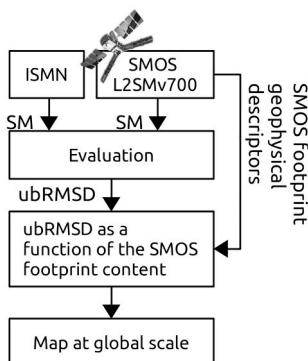 ISMN
SMOS
L2SMv700
SM
SM
Evaluation
ubRMSD
ubRMSD as a
function of the SMOS
footprint content
Map at global scale
SMOS footprint
geophysical
descriptors